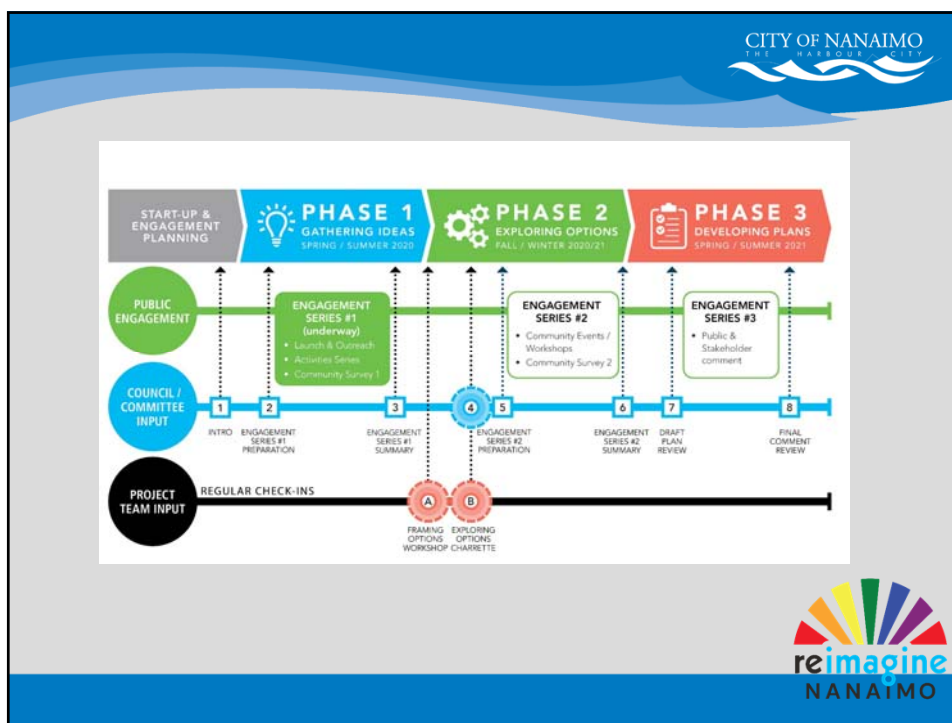 CITY OF NANAIMO
THE HARBOUR CITY
START-UP &
ENGAGEMENT
PLANNING
PHASE 1
GATHERING IDEAS
SPRING / SUMMER 2020
PHASE 2
EXPLORING OPTIONS
FALL / WINTER 2020/21
PHASE 3
DEVELOPING PLANS
SPRING / SUMMER 2021
PUBLIC
ENGAGEMENT
ENGAGEMENT
SERIES #1
(underway)
• Launch & Outreach
• Activities Series
• Community Survey 1
ENGAGEMENT
SERIES #2
• Community Events /
Workshops
• Community Survey 2
ENGAGEMENT
SERIES #3
• Public &
Stakeholder
comment
COUNCIL /
COMMITTEE
INPUT
1
2
3
4
5
6
7
8
INTRO
ENGAGEMENT
SERIES #1
PREPARATION
ENGAGEMENT
SERIES #1
SUMMARY
ENGAGEMENT
SERIES #2
PREPARATION
ENGAGEMENT
SERIES #2
SUMMARY
DRAFT
PLAN
REVIEW
FINAL
COMMENT
REVIEW
PROJECT
TEAM INPUT
REGULAR CHECK-INS
A
B
FRAMING
OPTIONS
WORKSHOP
EXPLORING
OPTIONS
CHARRETTE
reimagine
NANAIMO